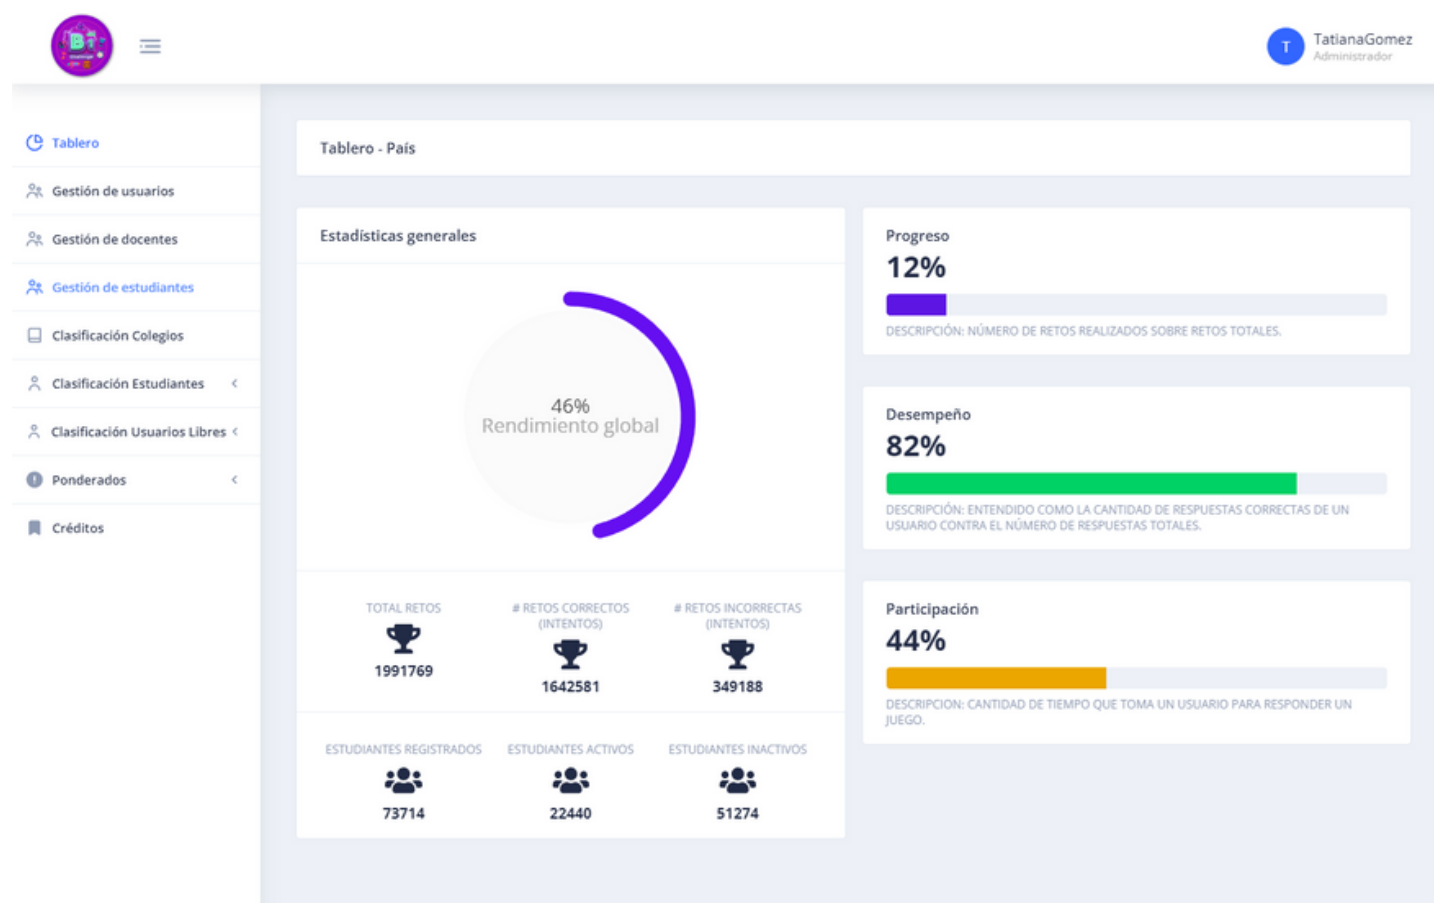 Bi
TatianaGomez
Administrador
T
Tablero
Gestión de usuarios
Gestión de docentes
Gestión de estudiantes
Clasificación Colegios
Clasificación Estudiantes
Clasificación Usuarios Libres
Ponderados
Créditos
Tablero - País
Estadísticas generales
46%
Rendimiento global
TOTAL RETOS
1991769
# RETOS CORRECTOS
(INTENTOS)
1642581
# RETOS INCORRECTAS
(INTENTOS)
349188
ESTUDIANTES REGISTRADOS
73714
ESTUDIANTES ACTIVOS
22440
ESTUDIANTES INACTIVOS
51274
Progreso
12%
DESCRIPCIÓN: NÚMERO DE RETOS REALIZADOS SOBRE RETOS TOTALES.
Desempeño
82%
DESCRIPCIÓN: ENTENDIDO COMO LA CANTIDAD DE RESPUESTAS CORRECTAS DE UN
USUARIO CONTRA EL NÚMERO DE RESPUESTAS TOTALES.
Participación
44%
DESCRIPCION: CANTIDAD DE TIEMPO QUE TOMA UN USUARIO PARA RESPONDER UN
JUEGO.